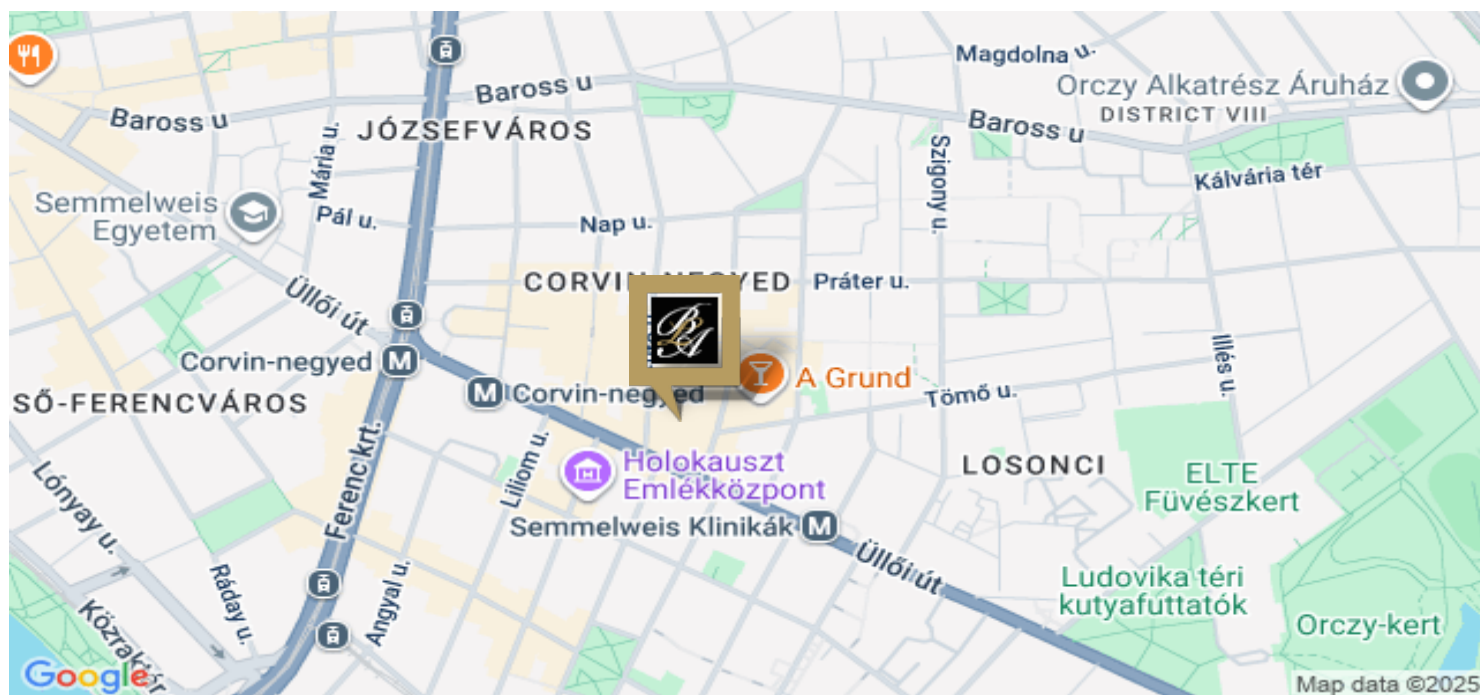 Magdolna u.
Baross u
Orczy Alkatrész Áruház
DISTRICT VIII
Baross u
JÓZSEFVÁROS
Mária u.
Baross u
Szigony u.
Kálvária tér
Semmelweis
Egyetem
Pál u.
Nap u.
CORVIN-NEGYED
Práter u.
Üllői út
BLA
Illés u.
Corvin-negyed
M
M
Corvin-negyed
A Grund
Tömő u.
SŐ-FERENCVÁROS
Liliom u.
Holokauszt
Emlékközpont
LOSONCI
ELTE
Füvészkert
Lónyay u.
Ferenc krt.
Semmelweis Klinikák
M
Üllői út
Ráday u.
Angyal u.
Ludovika téri
kutyafuttatók
Orczy-kert
Közraktár
Google
Map data ©2025